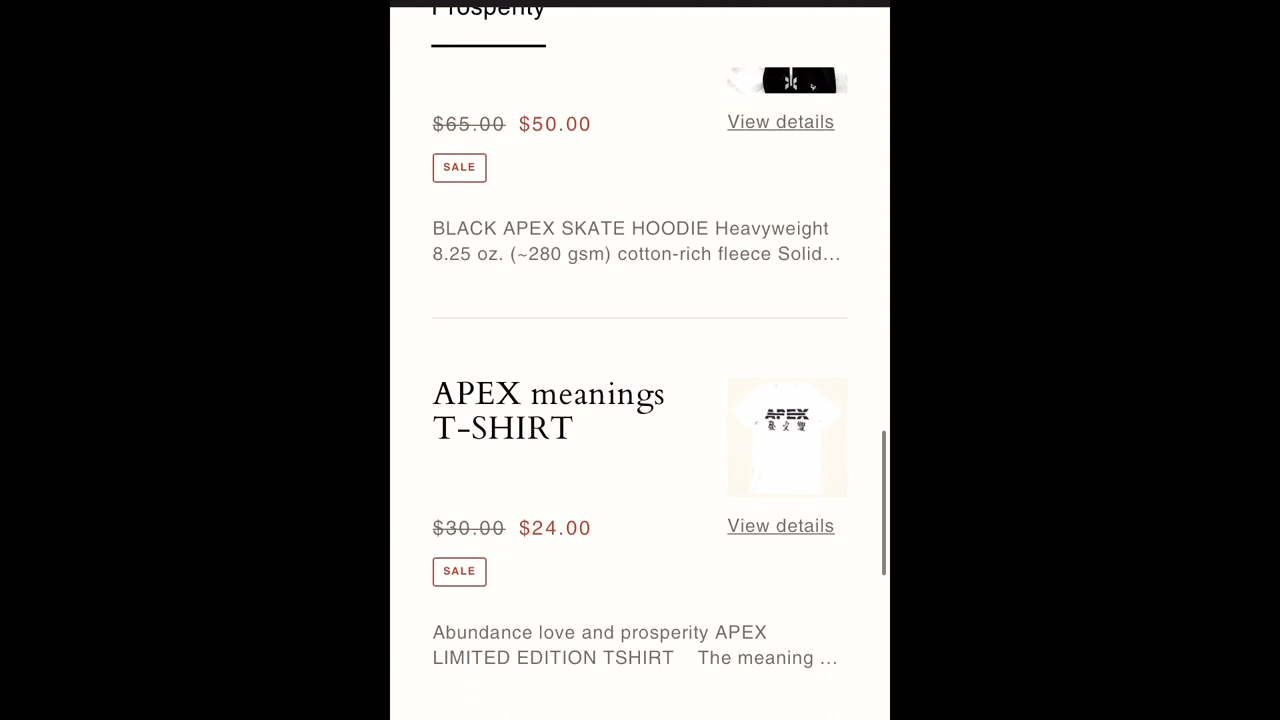 Prosperity
$65.00 $50.00
View details
SALE
BLACK APEX SKATE HOODIE Heavyweight
8.25 oz. (~280 gsm) cotton-rich fleece Solid...
APEX meanings
T-SHIRT
APEX
$30.00 $24.00
View details
SALE
Abundance love and prosperity APEX
LIMITED EDITION TSHIRT The meaning ...